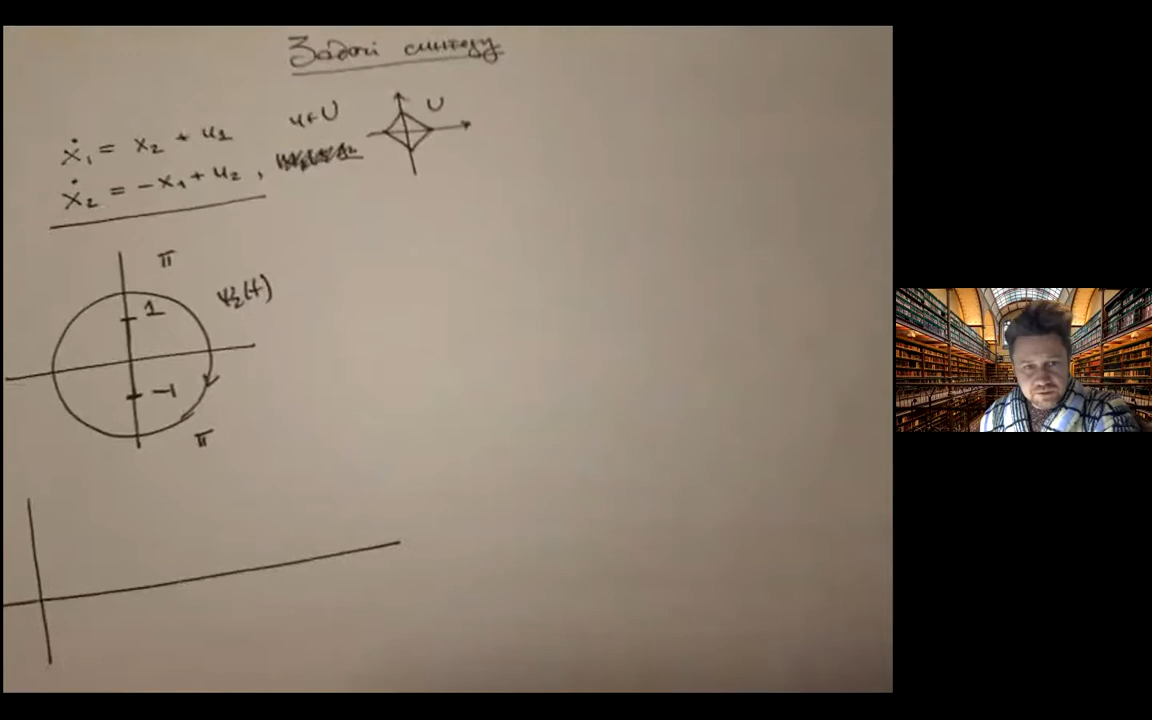 Задачі синтезу
ẋ₁ = x₂ + u₁
u ∈ U
U
ẋ₂ = -x₁ + u₂,
π
1
ψ₂(t)
-1
π